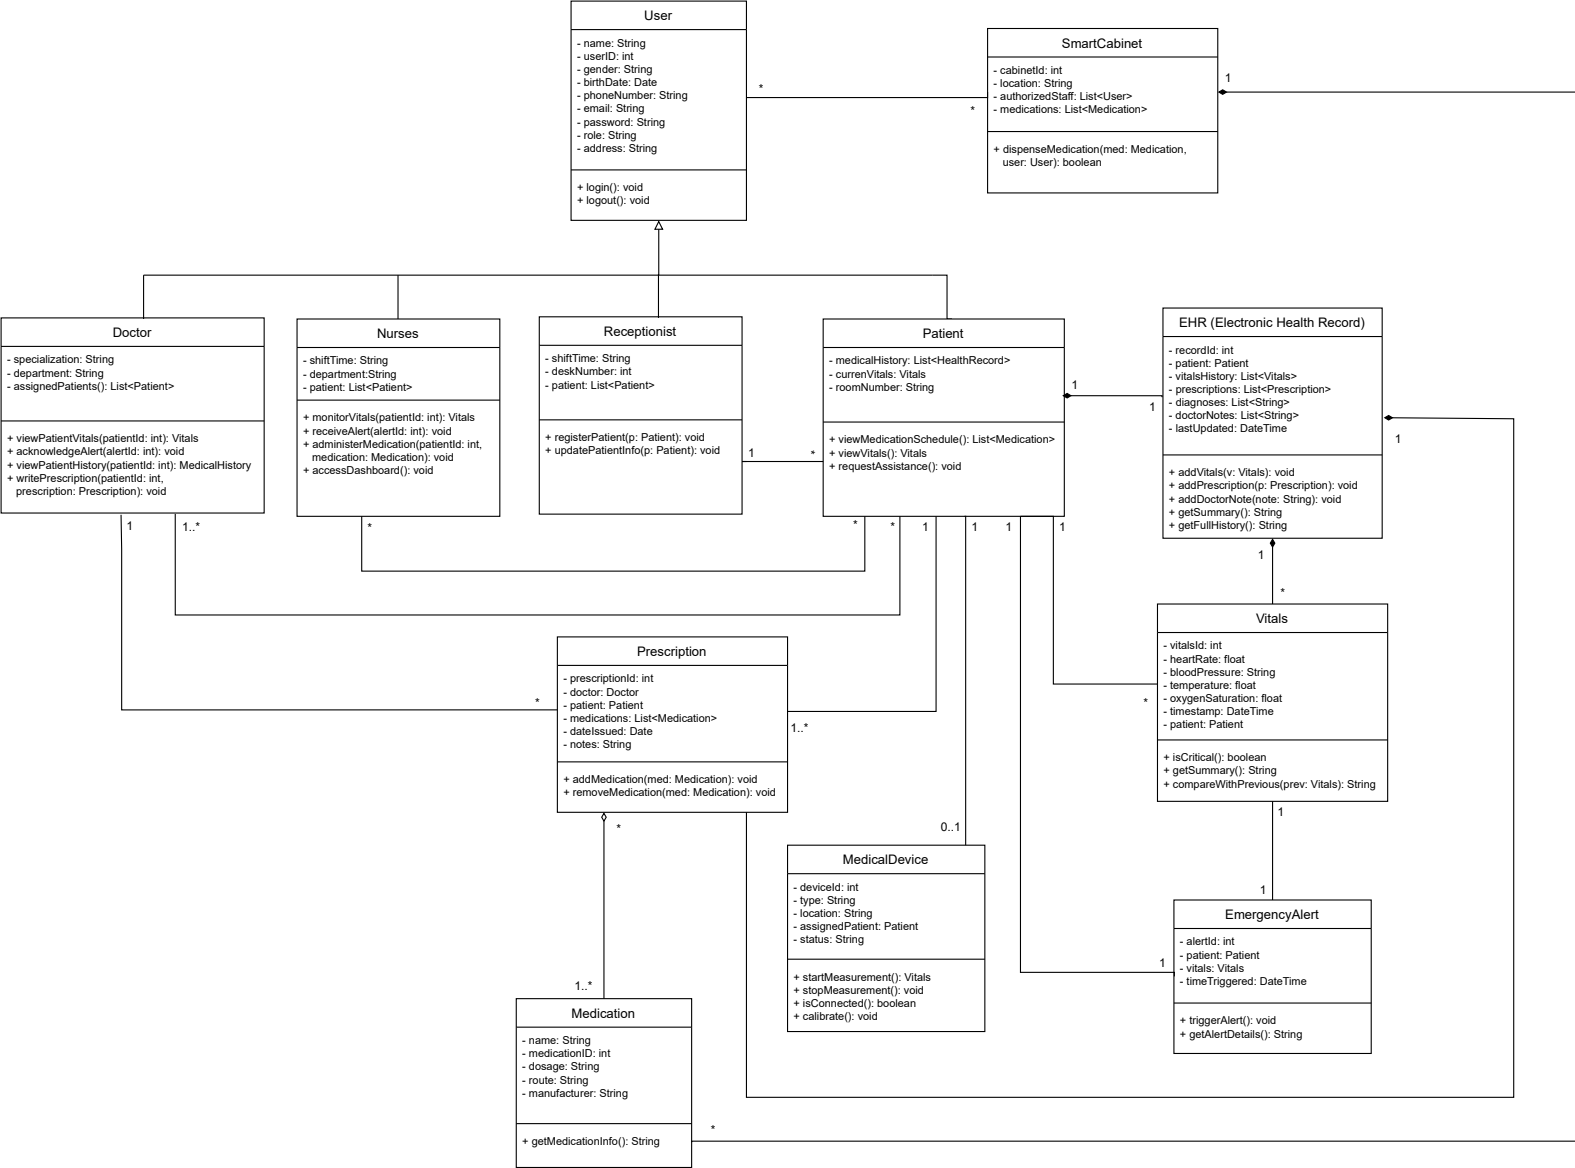 User
- name: String
- userID: int
- gender: String
- birthDate: Date
- phoneNumber: String
- email: String
- password: String
- role: String
- address: String
+ login(): void
+ logout(): void
*
*
SmartCabinet
- cabinetId: int
- location: String
- authorizedStaff: List<User>
- medications: List<Medication>
+ dispenseMedication(med: Medication,
user: User): boolean
1
Doctor
- specialization: String
- department: String
- assignedPatients(): List<Patient>
+ viewPatientVitals(patientId: int): Vitals
+ acknowledgeAlert(alertId: int): void
+ viewPatientHistory(patientId: int): MedicalHistory
+ writePrescription(patientId: int,
prescription: Prescription): void
1
1..*
Nurses
- shiftTime: String
- department:String
- patient: List<Patient>
+ monitorVitals(patientId: int): Vitals
+ receiveAlert(alertId: int): void
+ administerMedication(patientId: int,
medication: Medication): void
+ accessDashboard(): void
*
Receptionist
- shiftTime: String
- deskNumber: int
- patient: List<Patient>
+ registerPatient(p: Patient): void
+ updatePatientInfo(p: Patient): void
1
*
Patient
- medicalHistory: List<HealthRecord>
- currenVitals: Vitals
- roomNumber: String
+ viewMedicationSchedule(): List<Medication>
+ viewVitals(): Vitals
+ requestAssistance(): void
1
1
*
*
1
1
1
1
EHR (Electronic Health Record)
- recordId: int
- patient: Patient
- vitalsHistory: List<Vitals>
- prescriptions: List<Prescription>
- diagnoses: List<String>
- doctorNotes: List<String>
- lastUpdated: DateTime
+ addVitals(v: Vitals): void
+ addPrescription(p: Prescription): void
+ addDoctorNote(note: String): void
+ getSummary(): String
+ getFullHistory(): String
1
1
*
Vitals
- vitalsId: int
- heartRate: float
- bloodPressure: String
- temperature: float
- oxygenSaturation: float
- timestamp: DateTime
- patient: Patient
+ isCritical(): boolean
+ getSummary(): String
+ compareWithPrevious(prev: Vitals): String
*
1
1
Prescription
- prescriptionId: int
- doctor: Doctor
- patient: Patient
- medications: List<Medication>
- dateIssued: Date
- notes: String
+ addMedication(med: Medication): void
+ removeMedication(med: Medication): void
*
1..*
*
1..*
0..1
MedicalDevice
- deviceId: int
- type: String
- location: String
- assignedPatient: Patient
- status: String
+ startMeasurement(): Vitals
+ stopMeasurement(): void
+ isConnected(): boolean
+ calibrate(): void
1
EmergencyAlert
- alertId: int
- patient: Patient
- vitals: Vitals
- timeTriggered: DateTime
+ triggerAlert(): void
+ getAlertDetails(): String
Medication
- name: String
- medicationID: int
- dosage: String
- route: String
- manufacturer: String
+ getMedicationInfo(): String
*